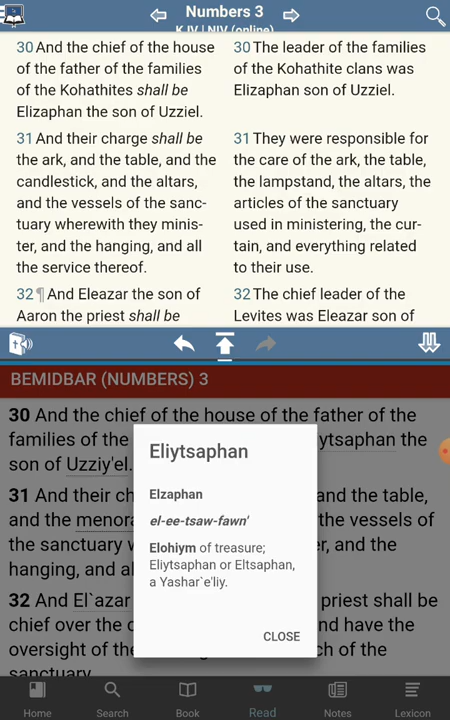 Numbers 3
KJV | NIV (online)
30 And the chief of the house
of the father of the families
of the Kohathites shall be
Elizaphan the son of Uzziel.
31 And their charge shall be
the ark, and the table, and the
candlestick, and the altars,
and the vessels of the sanc-
tuary wherewith they minis-
ter, and the hanging, and all
the service thereof.
32 ¶ And Eleazar the son of
Aaron the priest shall be
30 The leader of the families
of the Kohathite clans was
Elizaphan son of Uzziel.
31 They were responsible for
the care of the ark, the table,
the lampstand, the altars, the
articles of the sanctuary
used in ministering, the cur-
tain, and everything related
to their use.
32 The chief leader of the
Levites was Eleazar son of
BEMIDBAR (NUMBERS) 3
30 And the chief of the house of the father of the
families of the ytsaphan the
son of Uzziy'el.
31 And their ch and the table,
and the menora the vessels of
the sanctuary w er, and the
hanging, and al
32 And El`azar priest shall be
chief over the nd have the
oversight of the ch of the
sanctuary.
Eliytsaphan
Elzaphan
el-ee-tsaw-fawn'
Elohiym of treasure;
Eliytsaphan or Eltsaphan,
a Yashar`e'liy.
CLOSE
Home
Search
Book
Read
Notes
Lexicon